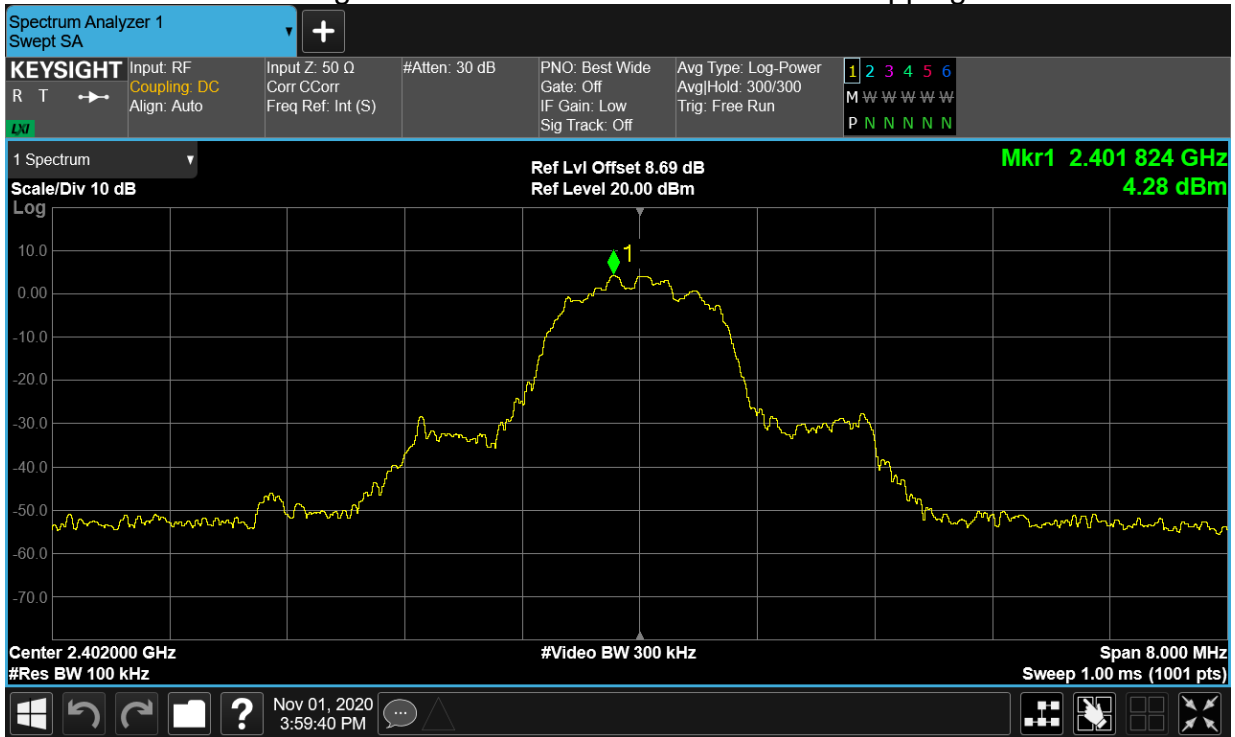 Spectrum Analyzer 1
Swept SA
KEYSIGHT Input: RF Input Z: 50 Ω #Atten: 30 dB PNO: Best Wide Avg Type: Log-Power 1 2 3 4 5 6
R T Coupling: DC Corr CCorr Gate: Off Avg|Hold: 300/300 M W W W W W
Align: Auto Freq Ref: Int (S) IF Gain: Low Trig: Free Run
LXI Sig Track: Off P N N N N N
1 Spectrum Ref Lvl Offset 8.69 dB Mkr1 2.401 824 GHz
Scale/Div 10 dB Ref Level 20.00 dBm 4.28 dBm
Log
1
10.0
0.00
-10.0
-20.0
-30.0
-40.0
-50.0
-60.0
-70.0
Center 2.402000 GHz #Video BW 300 kHz Span 8.000 MHz
#Res BW 100 kHz Sweep 1.00 ms (1001 pts)
? Nov 01, 2020
3:59:40 PM